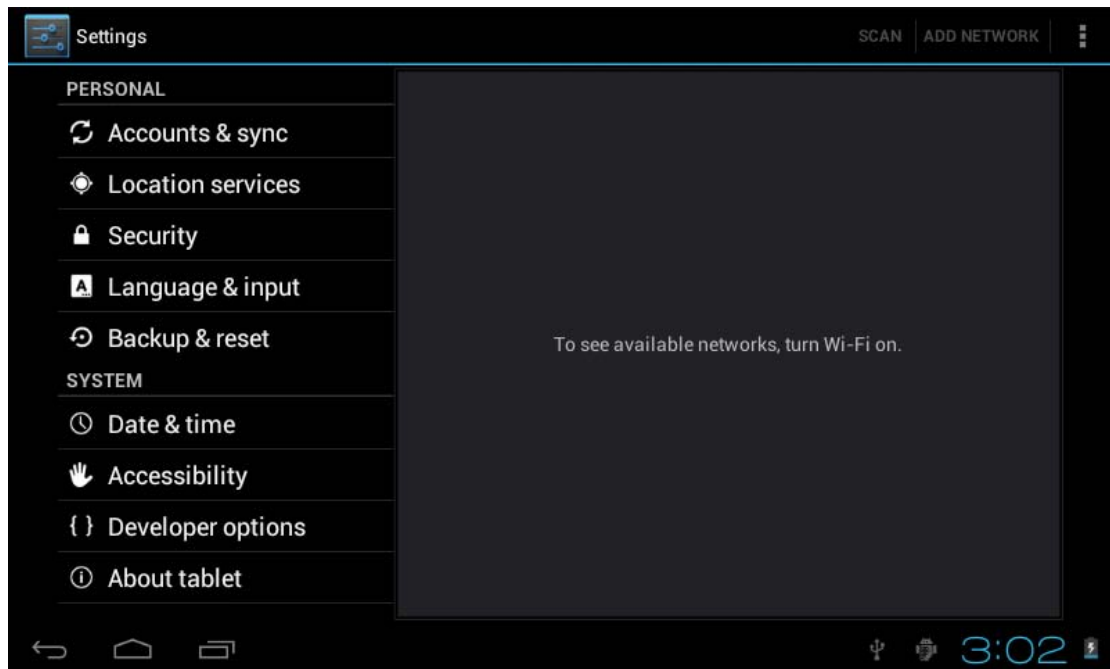 Settings
SCAN
ADD NETWORK
PERSONAL
Accounts & sync
Location services
Security
Language & input
Backup & reset
SYSTEM
Date & time
Accessibility
{ } Developer options
About tablet
To see available networks, turn Wi-Fi on.
3:02